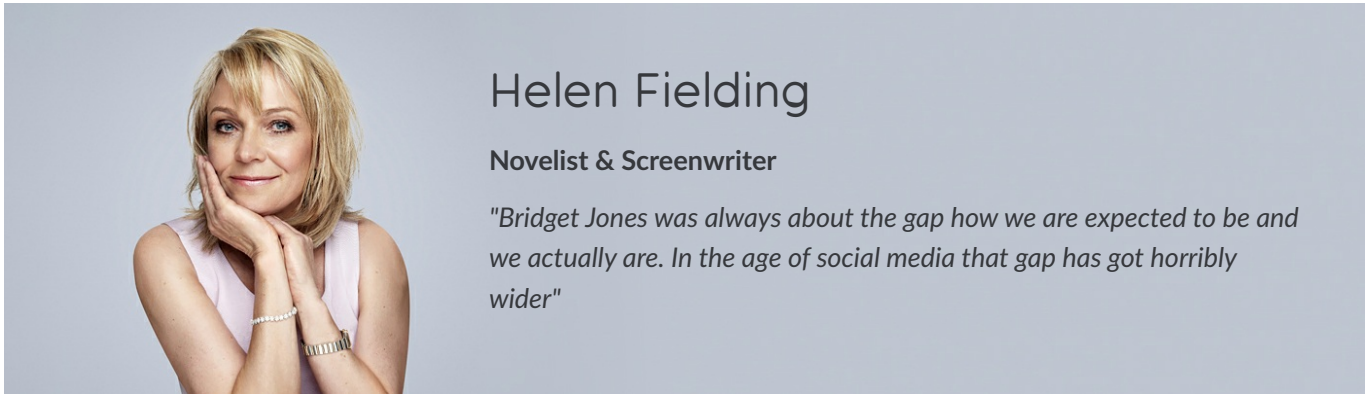 Helen Fielding
Novelist & Screenwriter
"Bridget Jones was always about the gap how we are expected to be and
we actually are. In the age of social media that gap has got horribly
wider"